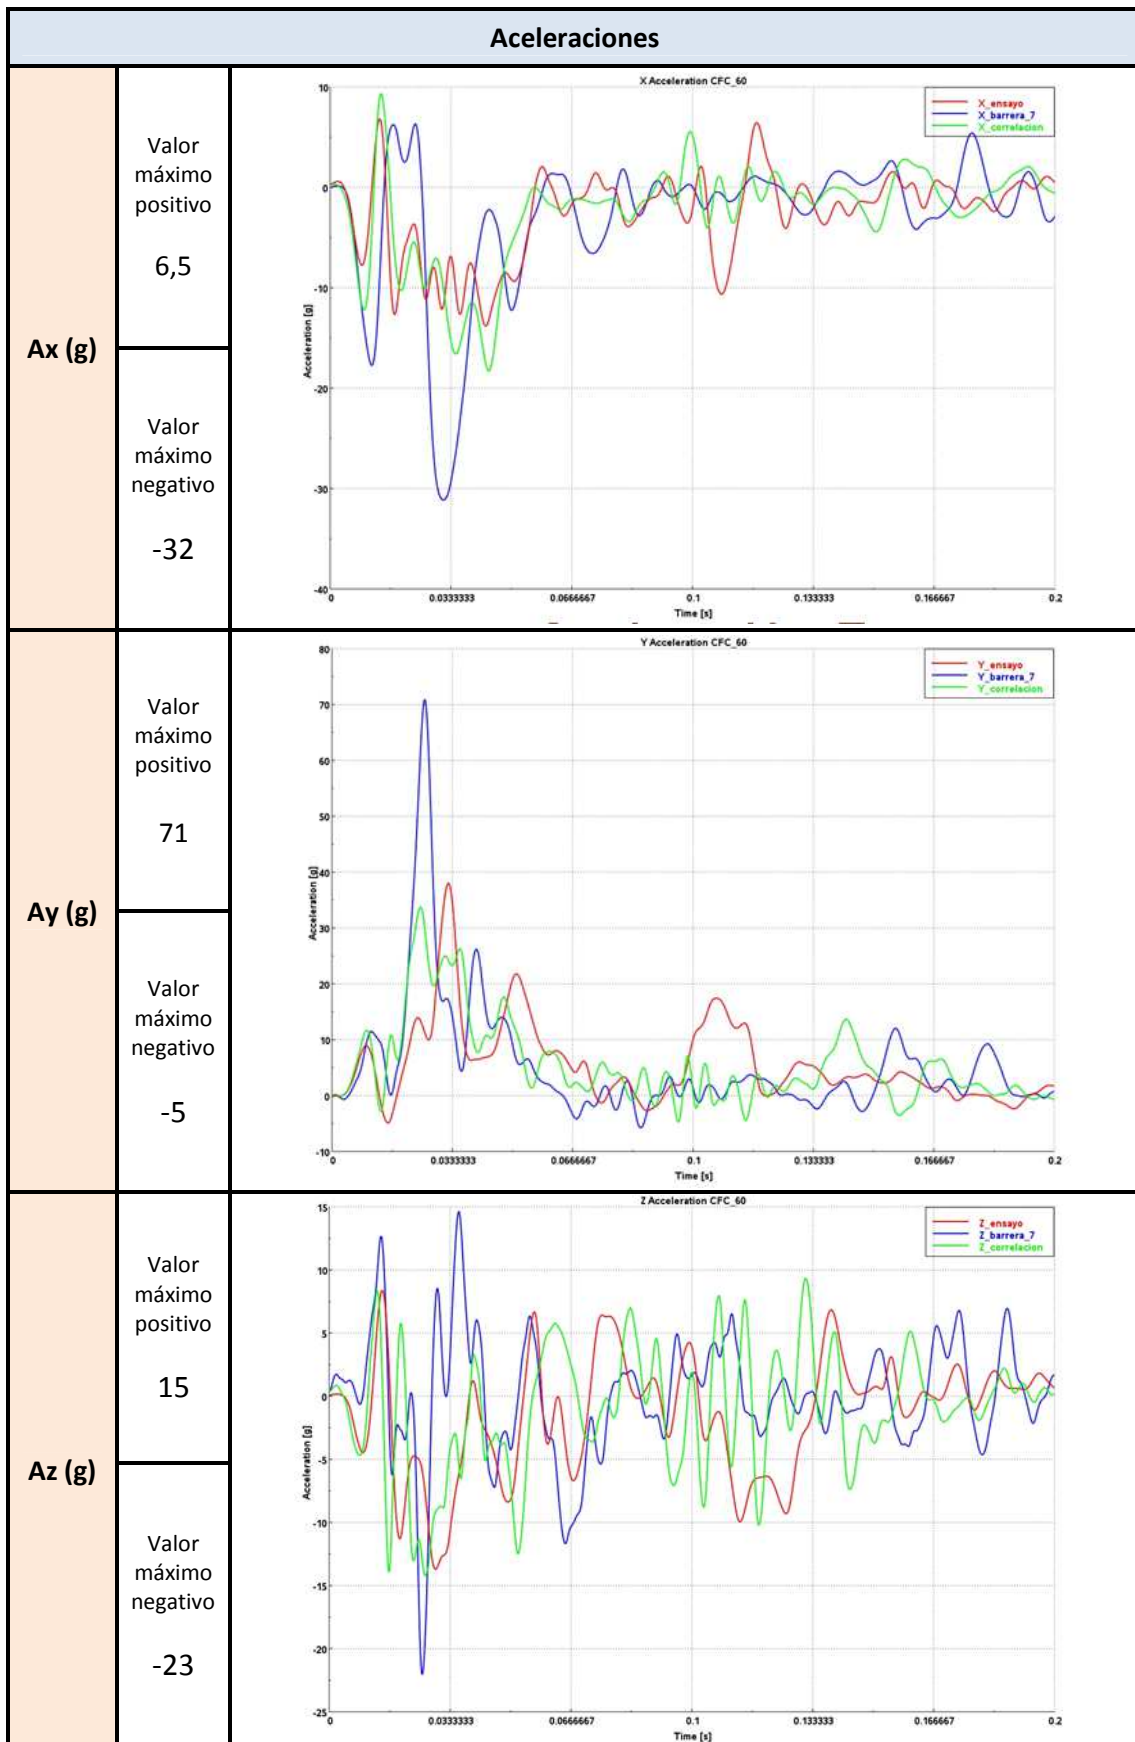 Aceleraciones
Ax (g)
Valor
máximo
positivo
6,5
Valor
máximo
negativo
-32
X Acceleration CFC_60
X_ensayo
X_barrera_7
X_correlacion
Acceleration [g]
10
0
-10
-20
-30
-40
0 0.0333333 0.0666667 0.1 0.133333 0.166667 0.2
Time [s]
Ay (g)
Valor
máximo
positivo
71
Valor
máximo
negativo
-5
Y Acceleration CFC_60
Y_ensayo
Y_barrera_7
Y_correlacion
Acceleration [g]
80
70
60
50
40
30
20
10
0
-10
0 0.0333333 0.0666667 0.1 0.133333 0.166667 0.2
Time [s]
Az (g)
Valor
máximo
positivo
15
Valor
máximo
negativo
-23
Z Acceleration CFC_60
Z_ensayo
Z_barrera_7
Z_correlacion
Acceleration [g]
15
10
5
0
-5
-10
-15
-20
-25
0 0.0333333 0.0666667 0.1 0.133333 0.166667 0.2
Time [s]